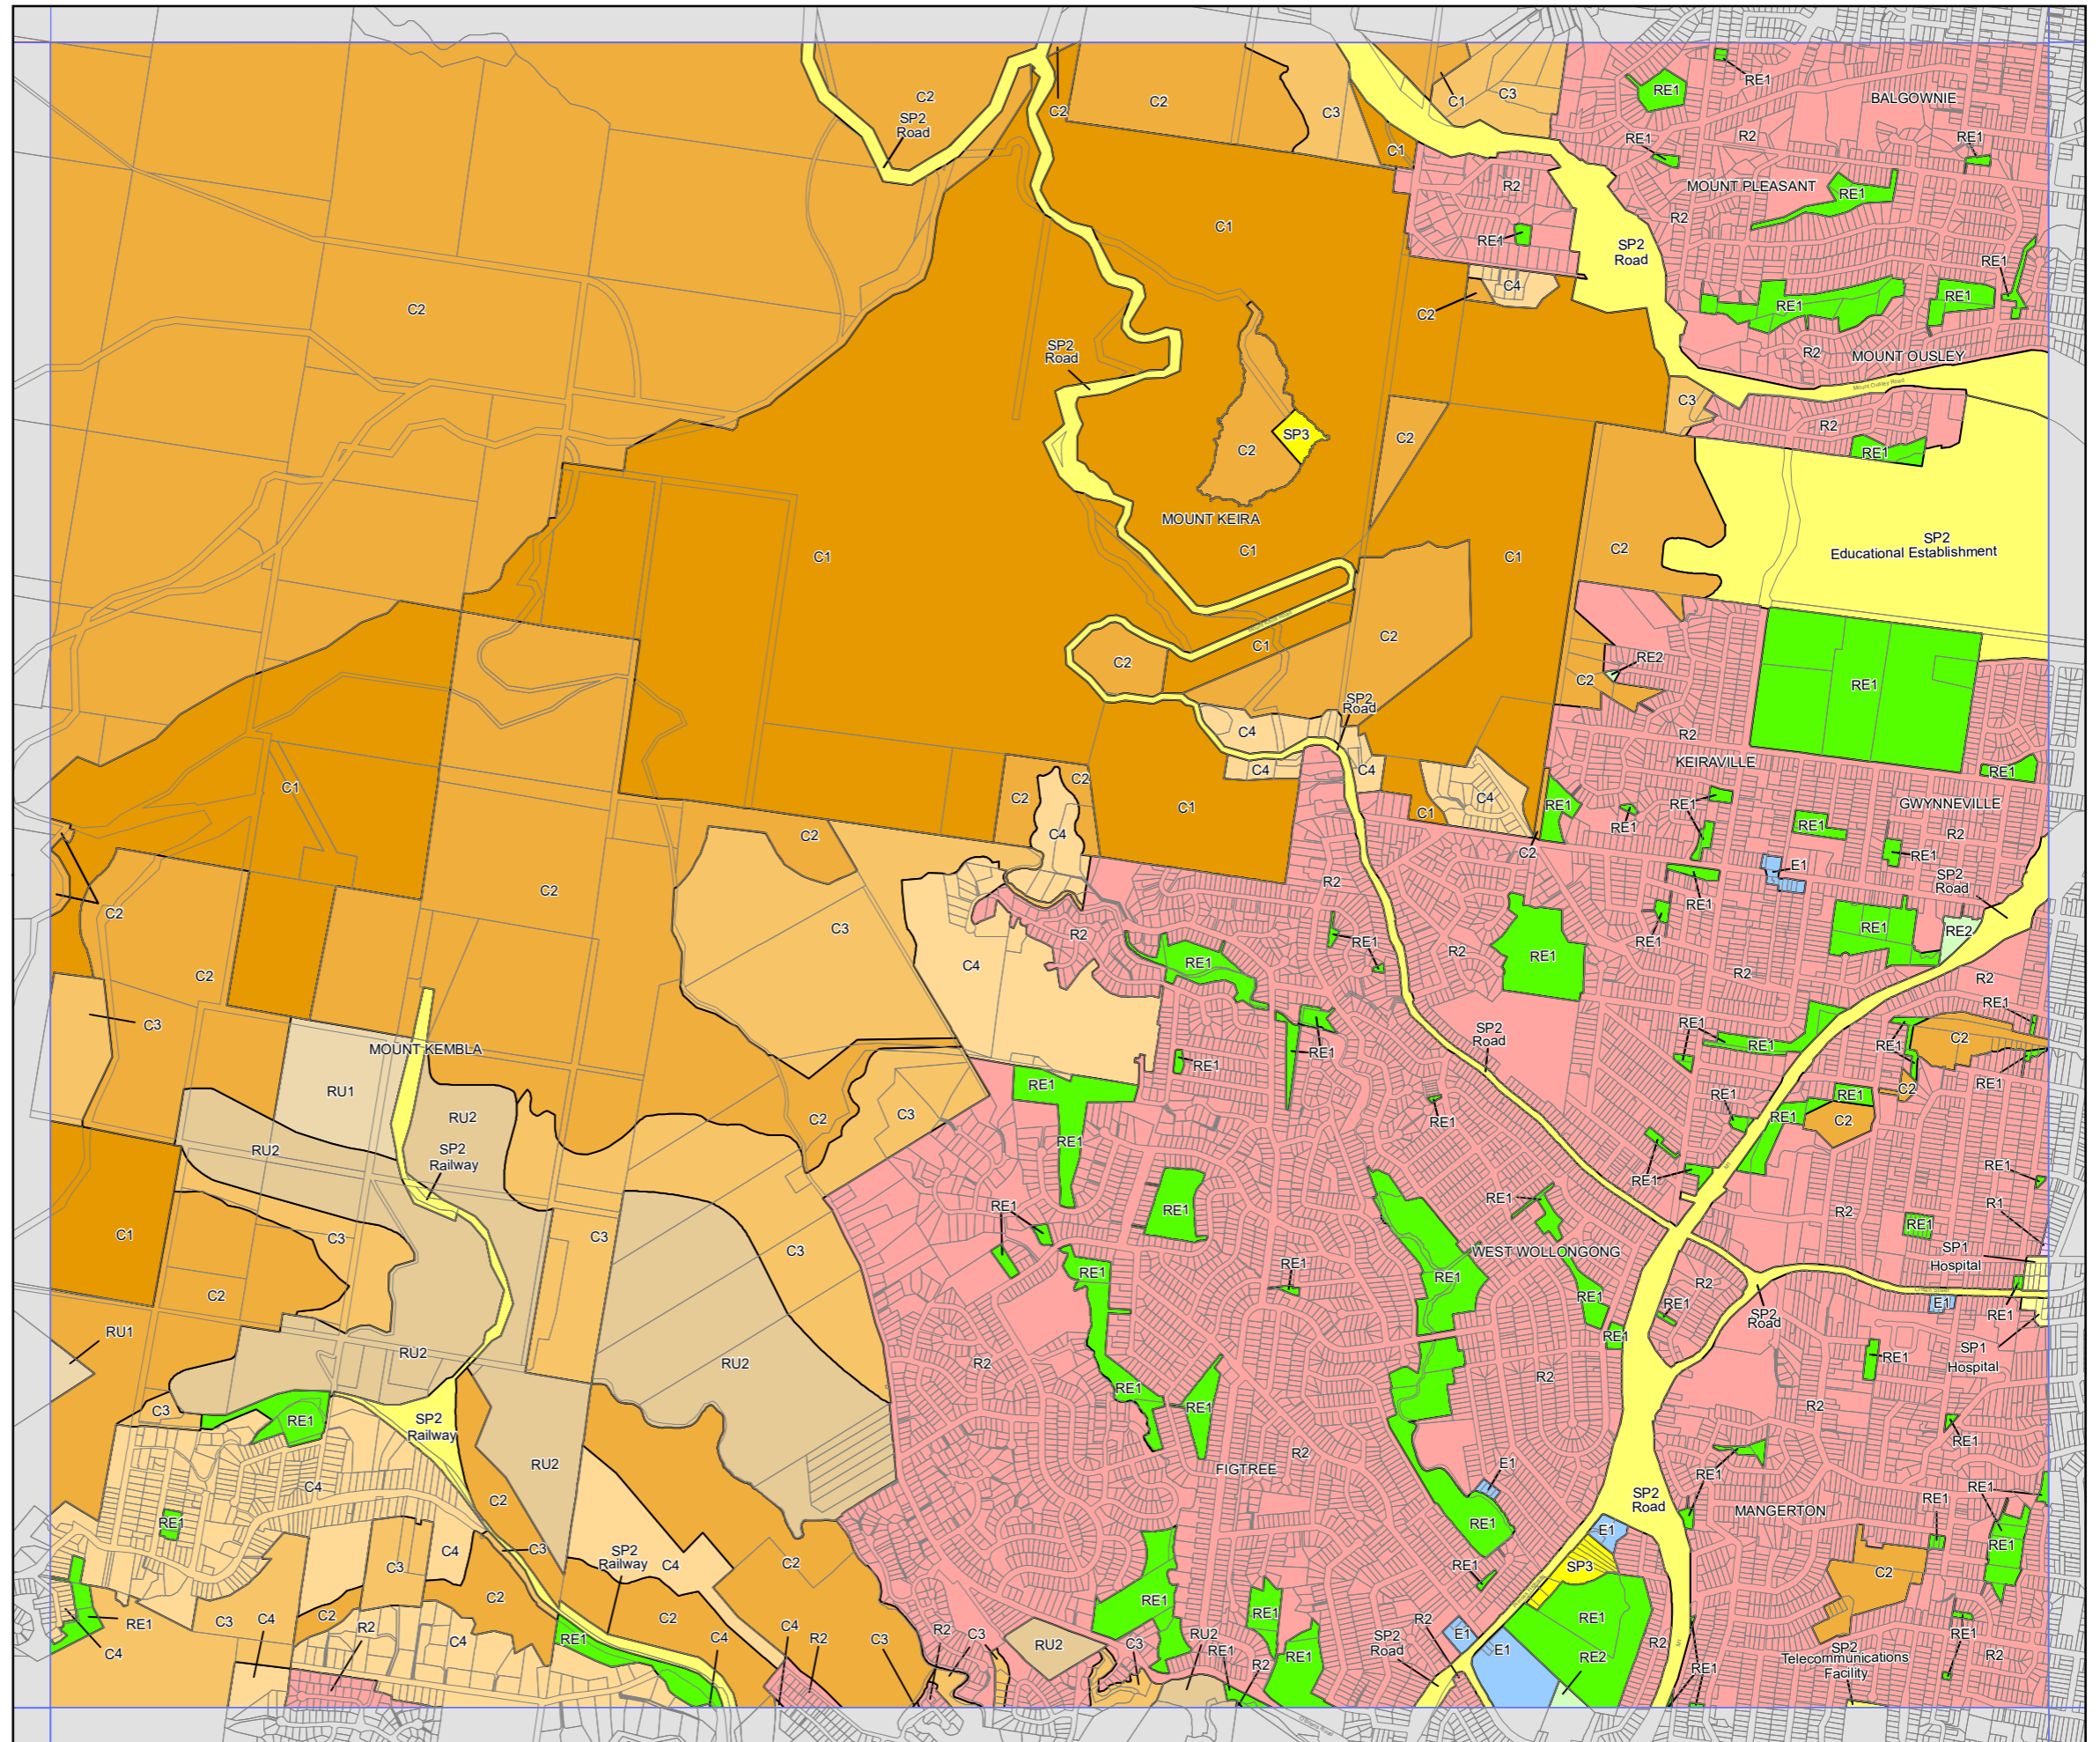 RE1
RE1
BALGOWNIE
C2
C2
C2
C3
C1
C3
SP2
Road
RE1
R2
RE1
C1
R2
MOUNT PLEASANT
RE1
R2
C1
RE1
SP2
Road
RE1
C4
C2
C2
RE1
RE1
SP2
Road
R2
MOUNT OUSLEY
Mount Ousley Road
C3
R2
C2
SP3
C2
RE1
MOUNT KEIRA
C1
C1
C1
C2
SP2
Educational Establishment
C2
C1
C2
RE2
C2
RE1
SP2
Road
C4
R2
KEIRAVILLE
C4
C4
RE1
C2
C2
C1
C1
C4
C1
RE1
RE1
RE1
RE1
GWYNNEVILLE
R2
C2
C4
C2
RE1
E1
SP2
Road
R2
C2
C2
RE1
C3
R2
RE1
RE1
R2
RE1
RE1
RE2
C4
RE1
R2
C2
R2
C3
RE1
SP2
Road
RE1
RE1
RE1
C2
MOUNT KEMBLA
RE1
RE1
RU1
RE1
RE1
C2
RU2
C3
C2
RE1
RE1
RE1
RE1
C2
RU2
SP2
Railway
RE1
RE1
RE1
RE1
RE1
RE1
R1
R2
RE1
C1
C3
C3
C3
WEST WOLLONGONG
SP1
Hospital
RE1
RE1
RE1
R2
C2
RE1
RE1
E1
RE1
SP2
Road
RU1
RE1
SP1
Hospital
RU2
RU2
R2
RE1
R2
RE1
RE1
R2
C3
RE1
SP2
Railway
RE1
R2
FIGTREE
E1
RE1
RU2
C4
C2
SP2
Road
RE1
RE1
MANGERTON
RE1
RE1
E1
C3
SP2
Railway
C4
C4
C3
C2
RE1
SP3
C2
RE1
C2
RE1
C3
C4
C2
C2
RE1
RE1
R2
RE1
RE1
R2
C4
RE1
C4
C4
R2
C3
R2
C3
RU2
C3
RU2
RE1
R2
RE1
SP2
Road
E1
E1
RE2
R2
RE1
SP2
Telecommunications
Facility
R2
C4